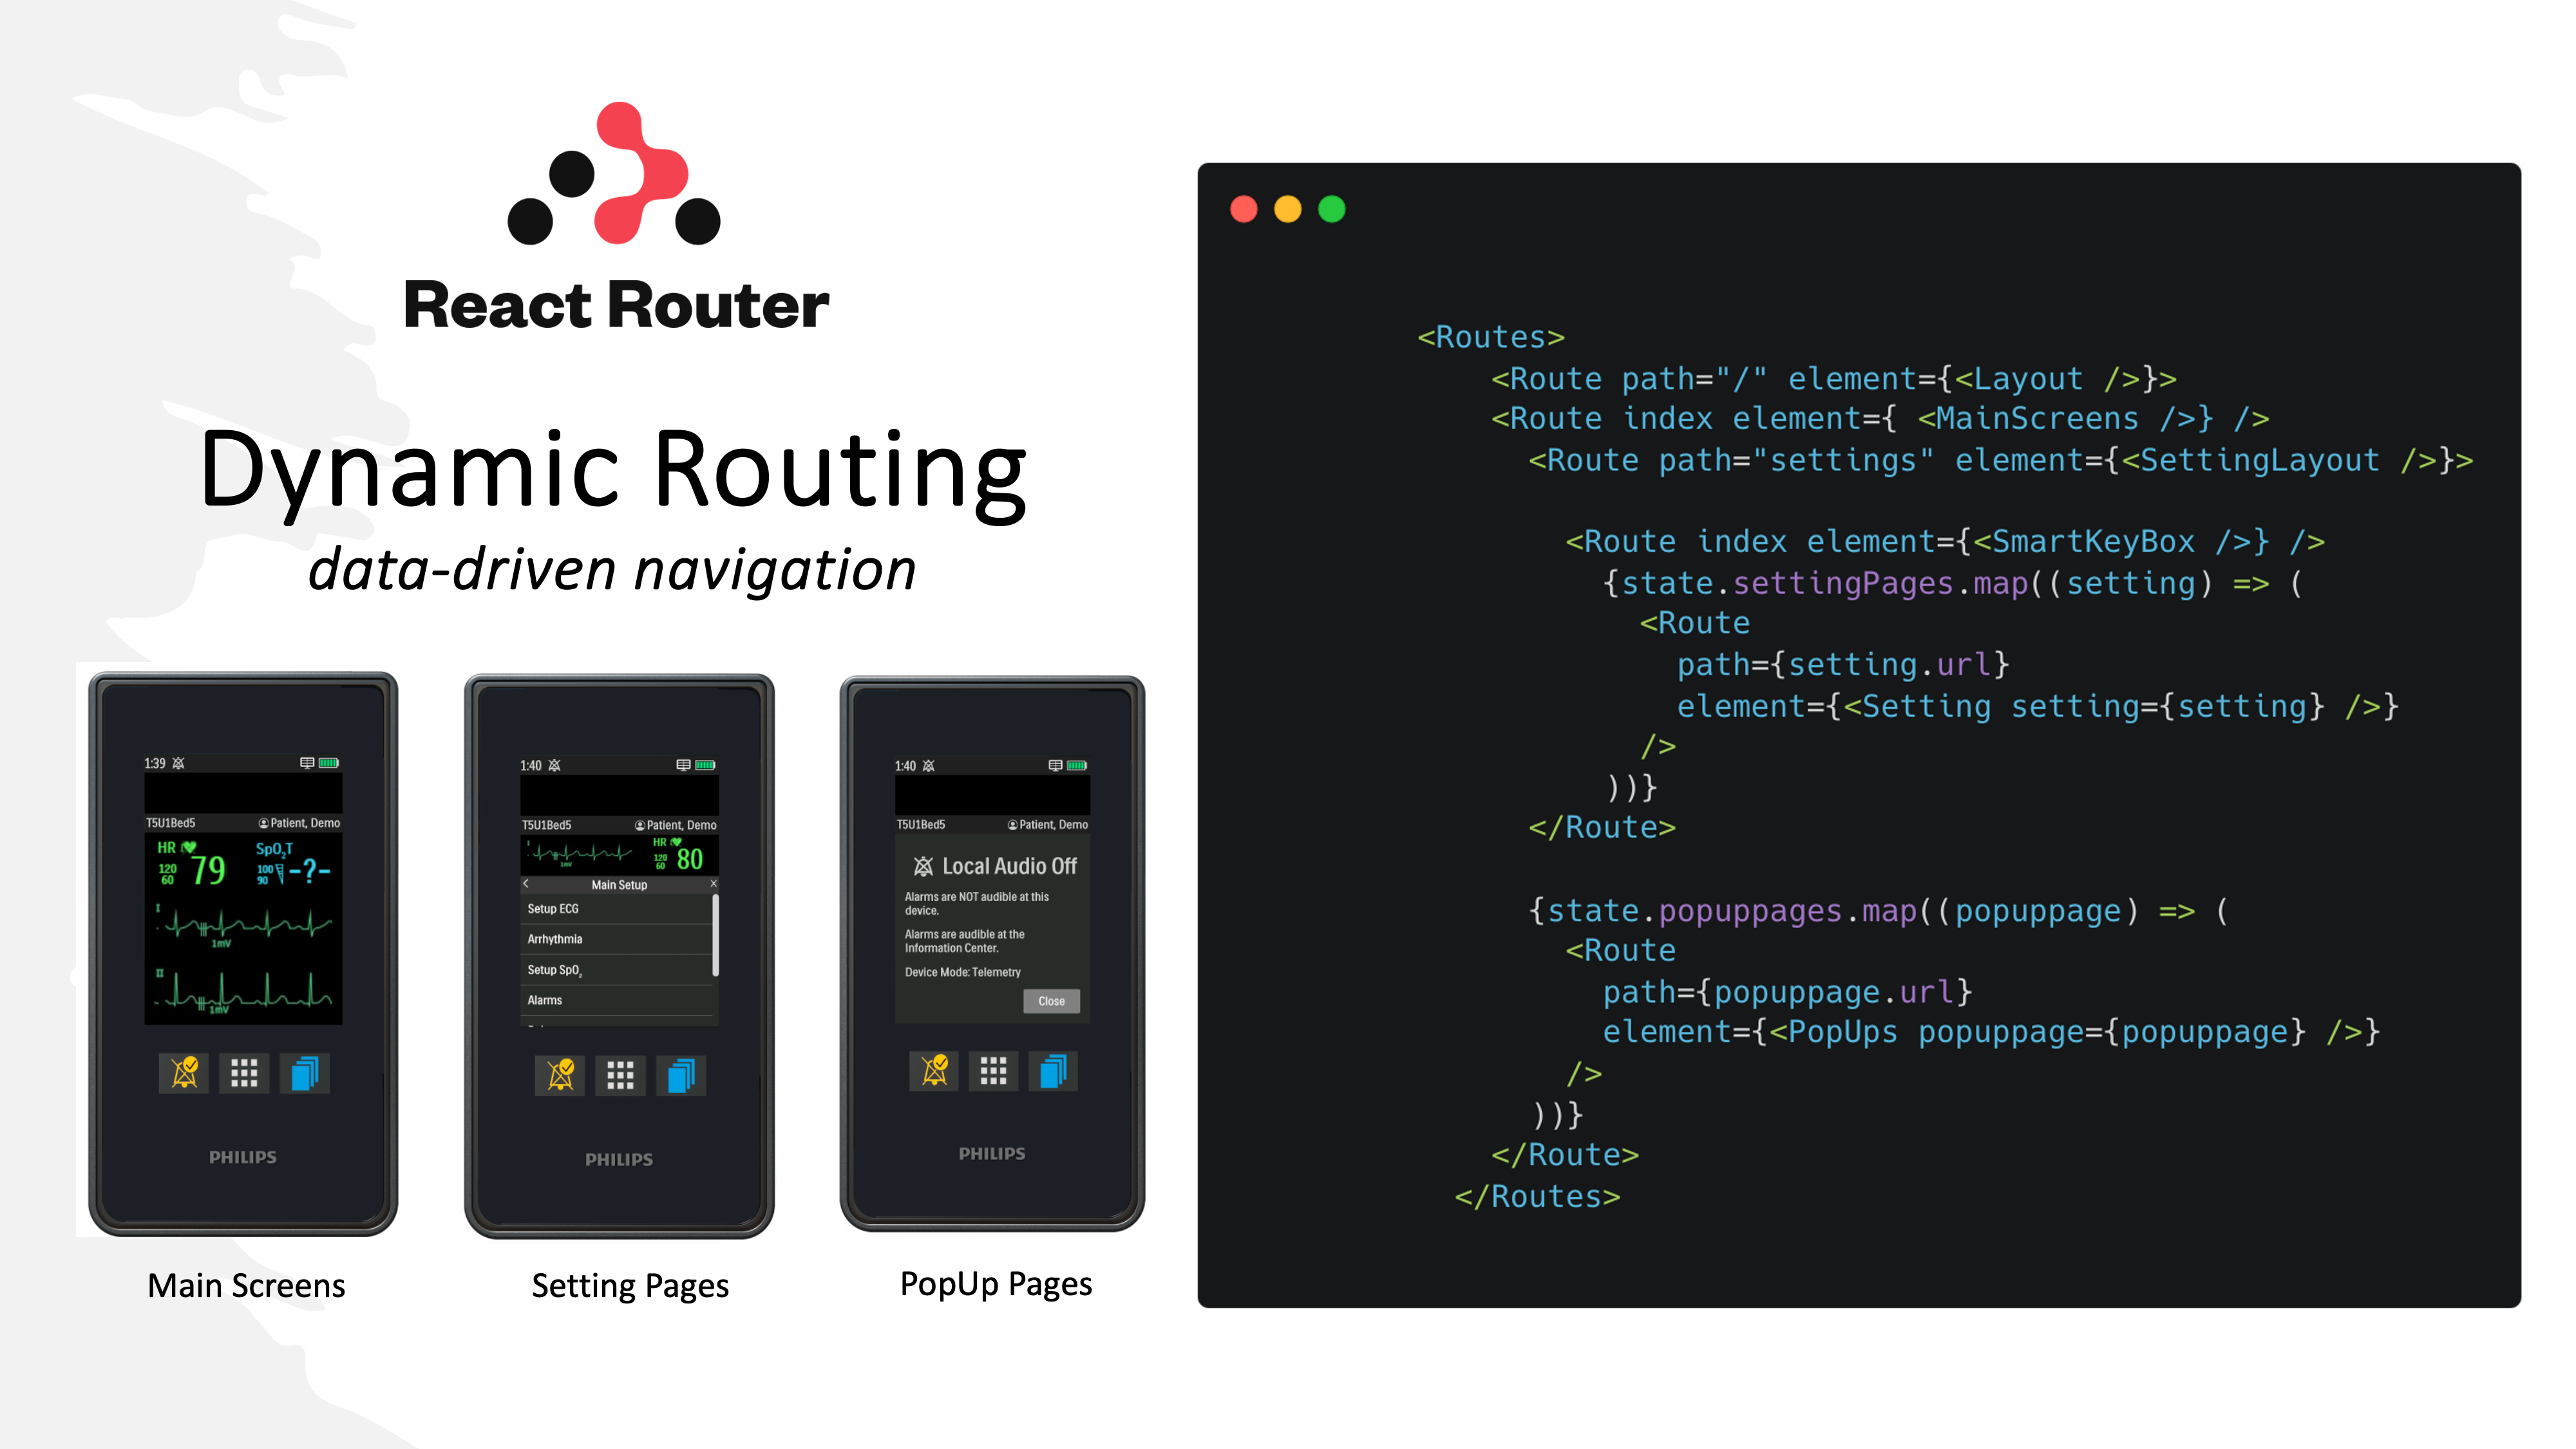 React Router
Dynamic Routing
data-driven navigation
1:39
T5U1Bed5 Patient, Demo
HR SpO2T
120
60
79
100
90
-?-
I
1mV
II
1mV
PHILIPS
Main Screens
1:40
T5U1Bed5 Patient, Demo
I
1mV
HR
120
60
80
< Main Setup X
Setup ECG
Arrhythmia
Setup SpO2
Alarms
PHILIPS
Setting Pages
1:40
T5U1Bed5 Patient, Demo
Local Audio Off
Alarms are NOT audible at this
device.
Alarms are audible at the
Information Center.
Device Mode: Telemetry
Close
PHILIPS
PopUp Pages
<Routes>
<Route path="/" element={<Layout />}>
<Route index element={ <MainScreens />} />
<Route path="settings" element={<SettingLayout />}>
<Route index element={<SmartKeyBox />} />
{state.settingPages.map((setting) => (
<Route
path={setting.url}
element={<Setting setting={setting} />}
/>
))}
</Route>
{state.popuppages.map((popuppage) => (
<Route
path={popuppage.url}
element={<PopUps popuppage={popuppage} />}
/>
))}
</Route>
</Routes>